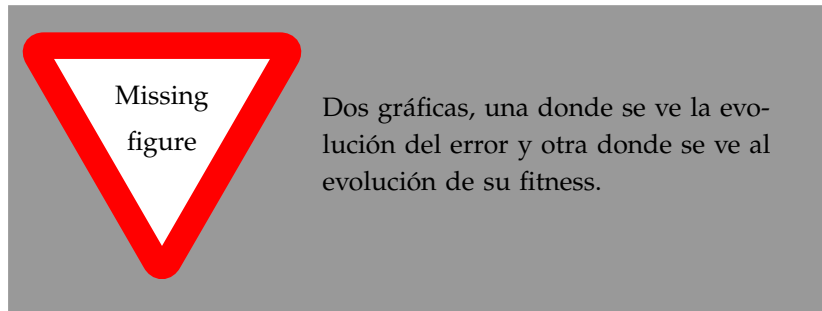 Missing
figure
Dos gráficas, una donde se ve la evo-
lución del error y otra donde se ve al
evolución de su fitness.